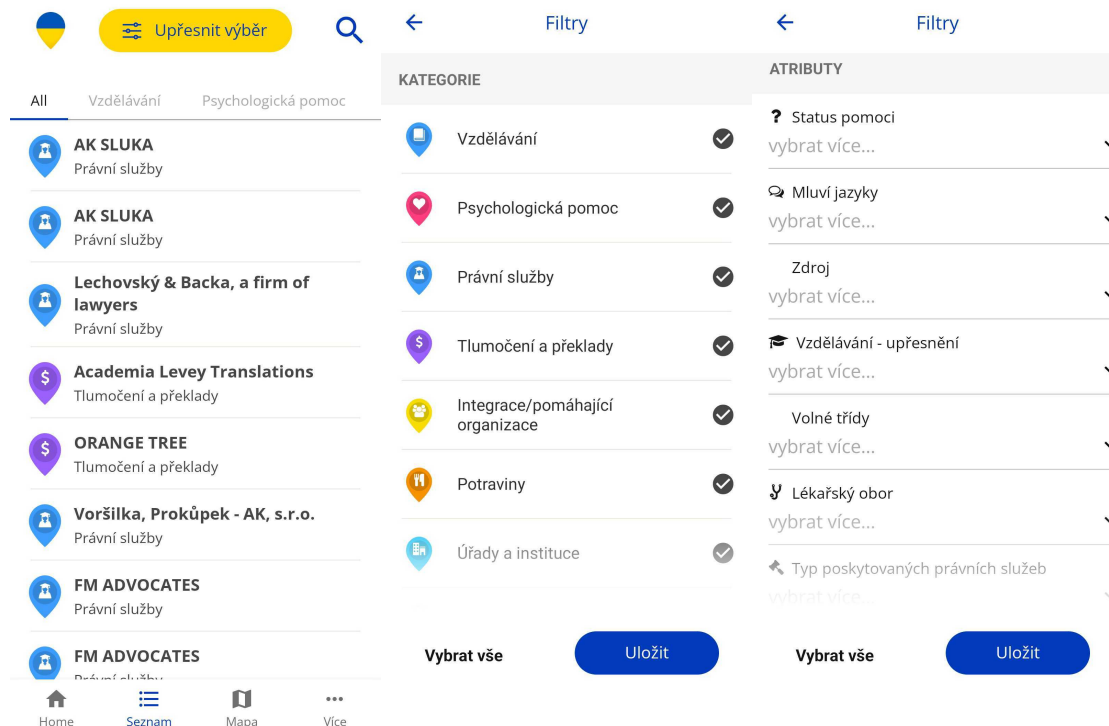 Upřesnit výběr
All Vzdělávání Psychologická pomoc
AK SLUKA
Právní služby
AK SLUKA
Právní služby
Lechovský & Backa, a firm of
lawyers
Právní služby
Academia Levey Translations
Tlumočení a překlady
ORANGE TREE
Tlumočení a překlady
Voršilka, Prokůpek - AK, s.r.o.
Právní služby
FM ADVOCATES
Právní služby
FM ADVOCATES
Právní služby
Home Seznam Mapa Více
Filtry
KATEGORIE
Vzdělávání
Psychologická pomoc
Právní služby
Tlumočení a překlady
Integrace/pomáhající
organizace
Potraviny
Úřady a instituce
Vybrat vše Uložit
Filtry
ATRIBUTY
? Status pomoci
vybrat více...
Mluví jazyky
vybrat více...
Zdroj
vybrat více...
Vzdělávání - upřesnění
vybrat více...
Volné třídy
vybrat více...
Lékařský obor
vybrat více...
Typ poskytovaných právních služeb
vybrat více...
Vybrat vše Uložit